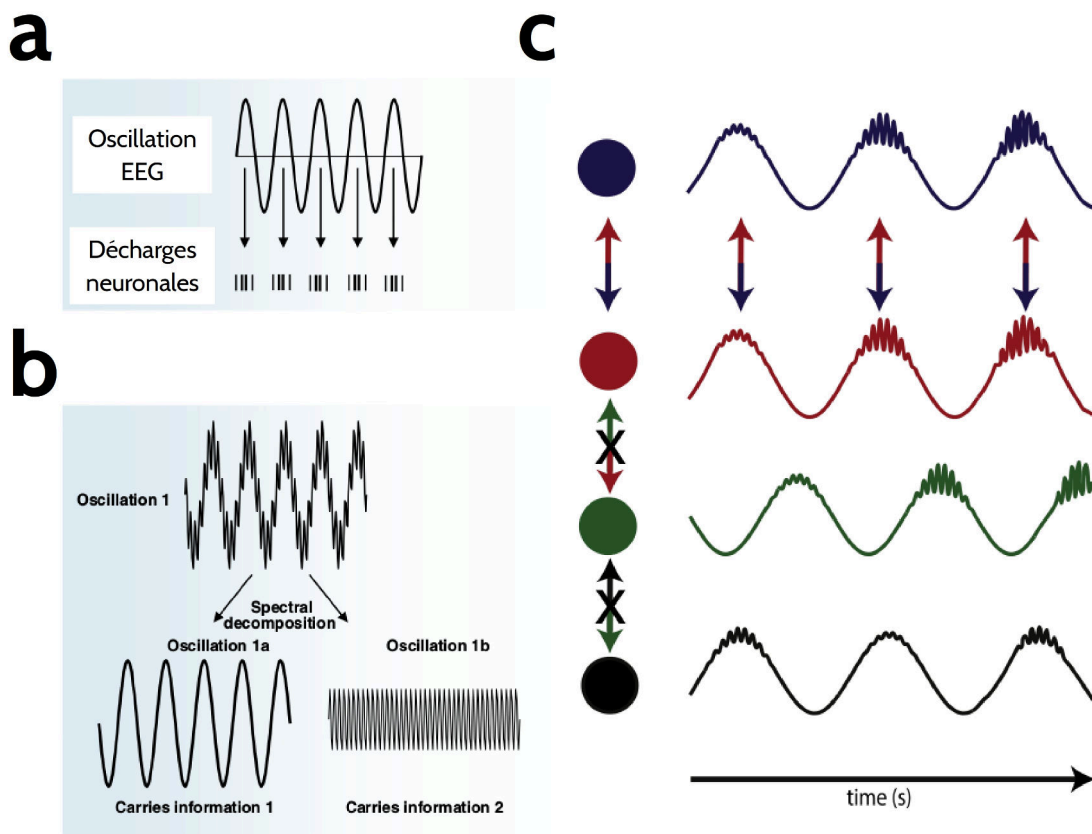 a
Oscillation
EEG
Décharges
neuronales
b
Oscillation 1
Spectral
decomposition
Oscillation 1a
Oscillation 1b
Carries information 1
Carries information 2
c
X
X
time (s)